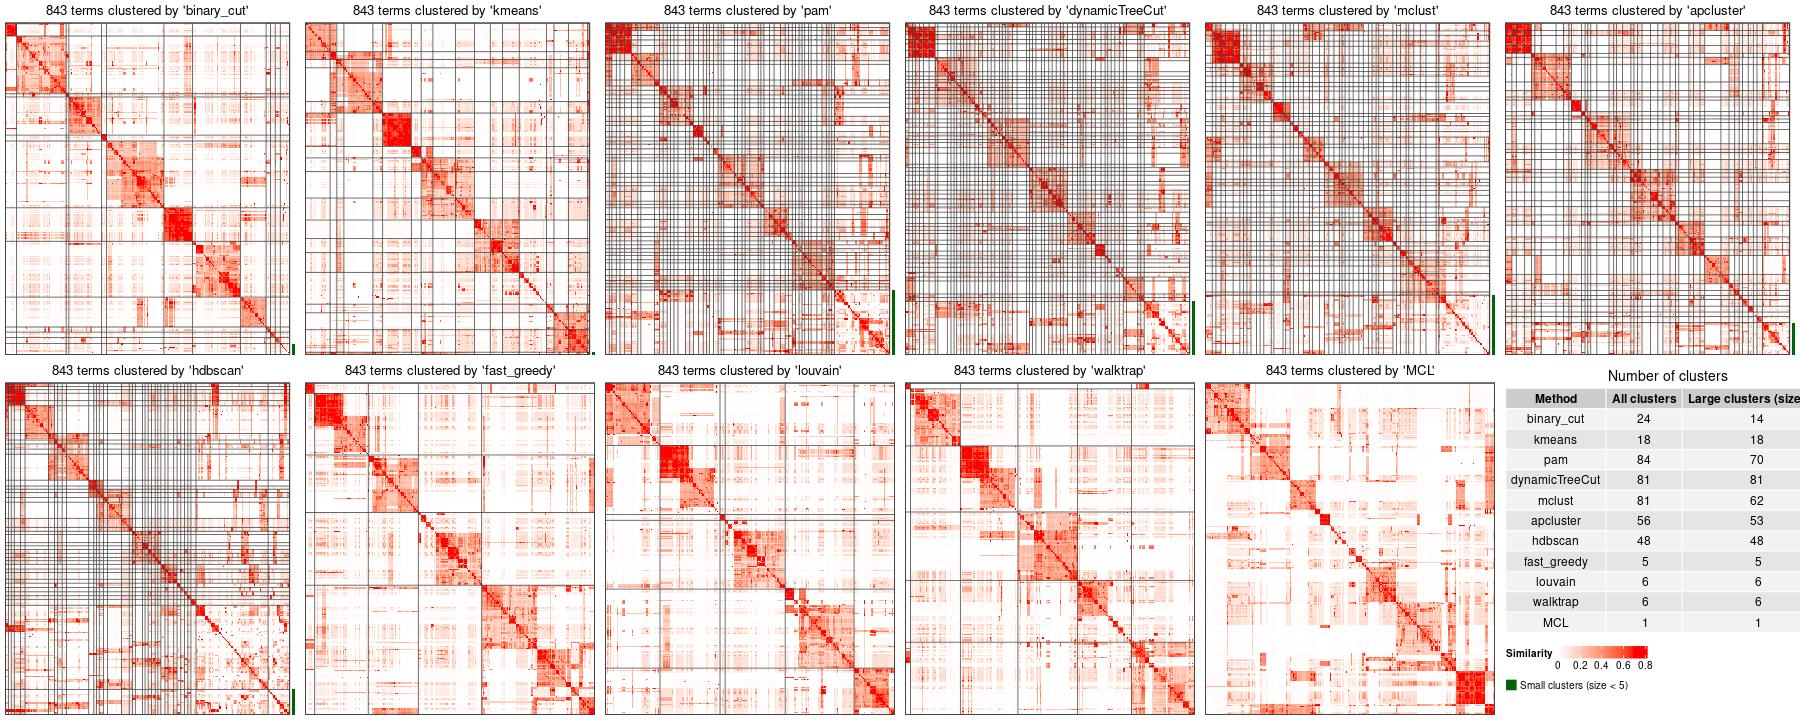 843 terms clustered by 'binary_cut'
843 terms clustered by 'kmeans'
843 terms clustered by 'pam'
843 terms clustered by 'dynamicTreeCut'
843 terms clustered by 'mclust'
843 terms clustered by 'apcluster'
843 terms clustered by 'hdbscan'
843 terms clustered by 'fast_greedy'
843 terms clustered by 'louvain'
843 terms clustered by 'walktrap'
843 terms clustered by 'MCL'
Number of clusters
Method All clusters Large clusters (size
binary_cut 24 14
kmeans 18 18
pam 84 70
dynamicTreeCut 81 81
mclust 81 62
apcluster 56 53
hdbscan 48 48
fast_greedy 5 5
louvain 6 6
walktrap 6 6
MCL 1 1
Similarity
0 0.2 0.4 0.6 0.8
Small clusters (size < 5)